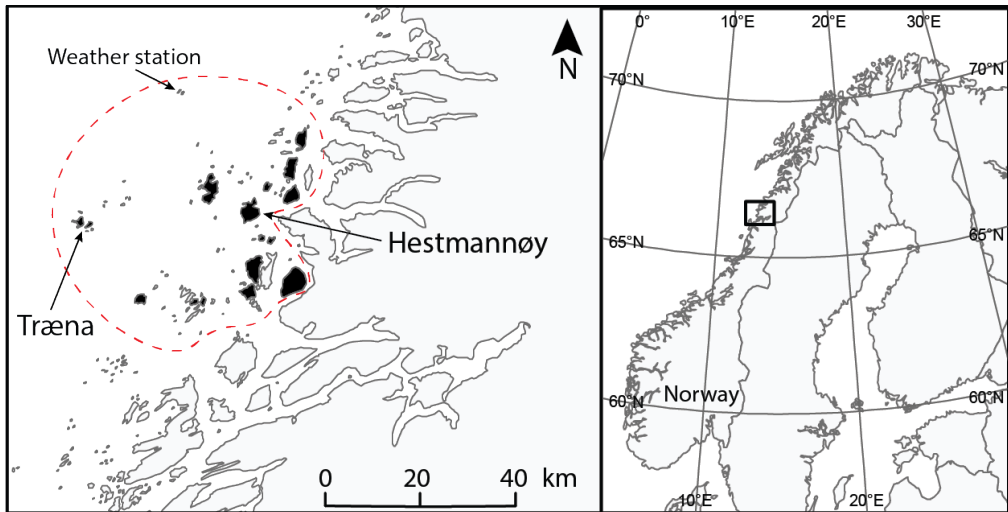 Weather station
N
Hestmannøy
Træna
0 20 40 km
0° 10°E 20°E 30°E
70°N 70°N
65°N 65°N
Norway
60°N 60°N
10°E 20°E